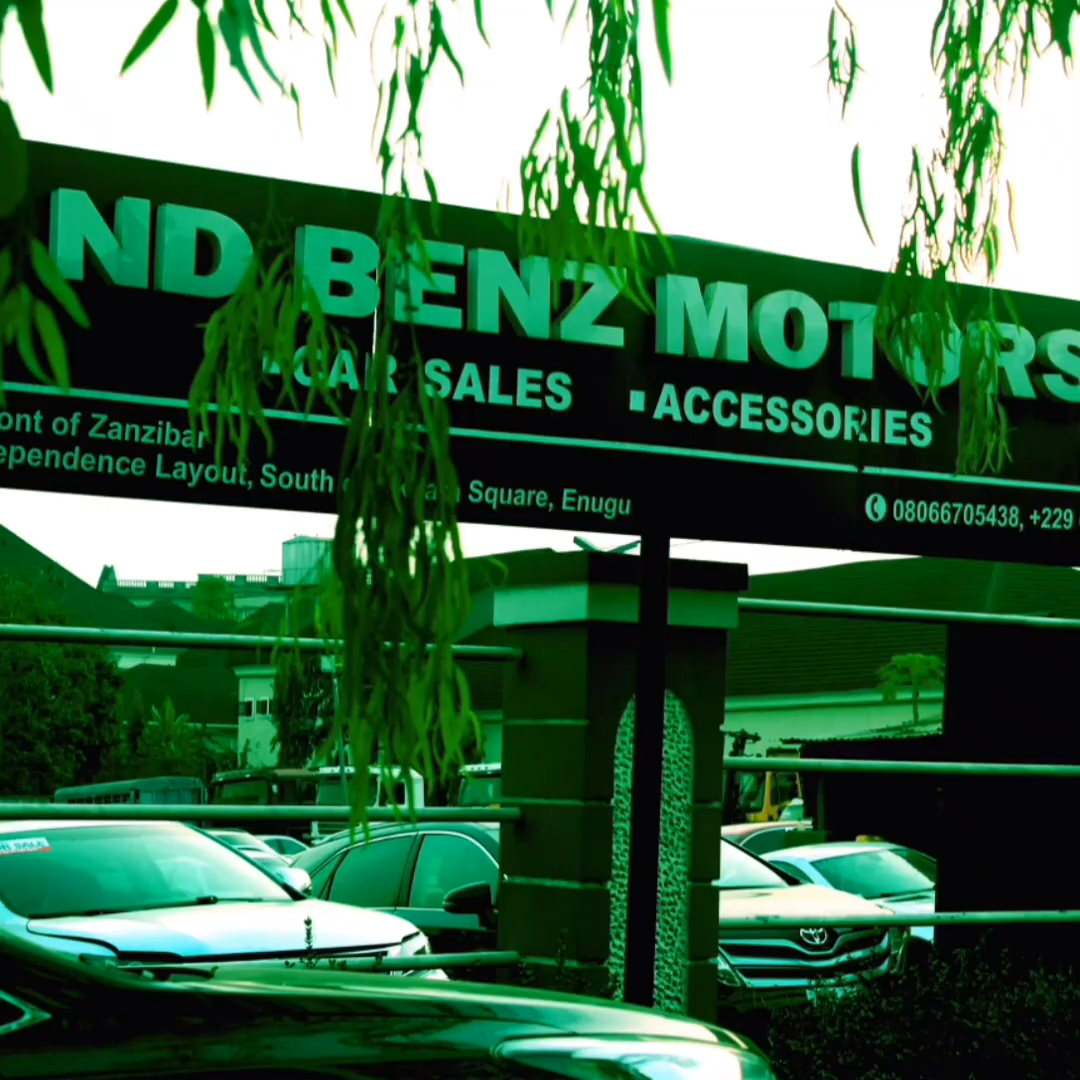 ND BENZ MOTORS
▪CAR SALES ▪ACCESSORIES
ont of Zanzibar
ependence Layout, South Square, Enugu
08066705438, +229